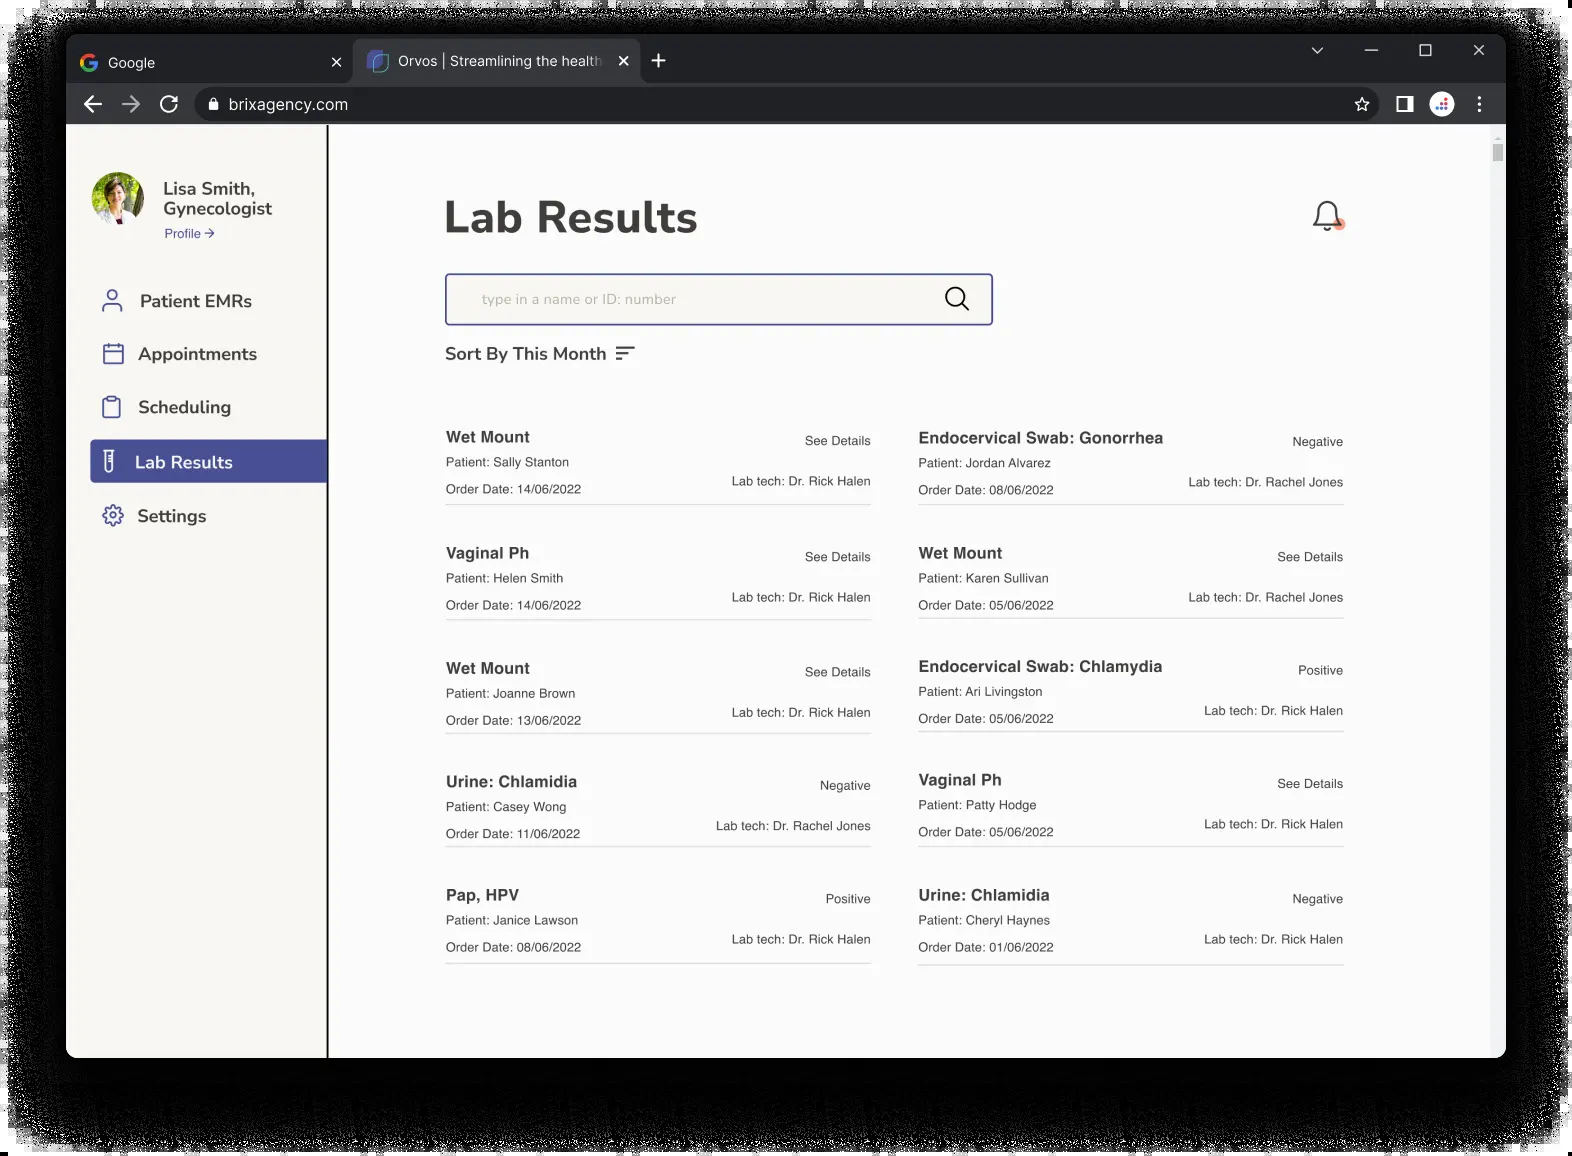 Google
Orvos | Streamlining the health
brixagency.com
Lisa Smith,
Gynecologist
Profile →
Patient EMRs
Appointments
Scheduling
Lab Results
Settings
Lab Results
type in a name or ID: number
Sort By This Month
Wet Mount
See Details
Patient: Sally Stanton
Lab tech: Dr. Rick Halen
Order Date: 14/06/2022
Vaginal Ph
See Details
Patient: Helen Smith
Lab tech: Dr. Rick Halen
Order Date: 14/06/2022
Wet Mount
See Details
Patient: Joanne Brown
Lab tech: Dr. Rick Halen
Order Date: 13/06/2022
Urine: Chlamidia
Negative
Patient: Casey Wong
Lab tech: Dr. Rachel Jones
Order Date: 11/06/2022
Pap, HPV
Positive
Patient: Janice Lawson
Lab tech: Dr. Rick Halen
Order Date: 08/06/2022
Endocervical Swab: Gonorrhea
Negative
Patient: Jordan Alvarez
Lab tech: Dr. Rachel Jones
Order Date: 08/06/2022
Wet Mount
See Details
Patient: Karen Sullivan
Lab tech: Dr. Rachel Jones
Order Date: 05/06/2022
Endocervical Swab: Chlamydia
Positive
Patient: Ari Livingston
Lab tech: Dr. Rick Halen
Order Date: 05/06/2022
Vaginal Ph
See Details
Patient: Patty Hodge
Lab tech: Dr. Rick Halen
Order Date: 05/06/2022
Urine: Chlamidia
Negative
Patient: Cheryl Haynes
Lab tech: Dr. Rick Halen
Order Date: 01/06/2022